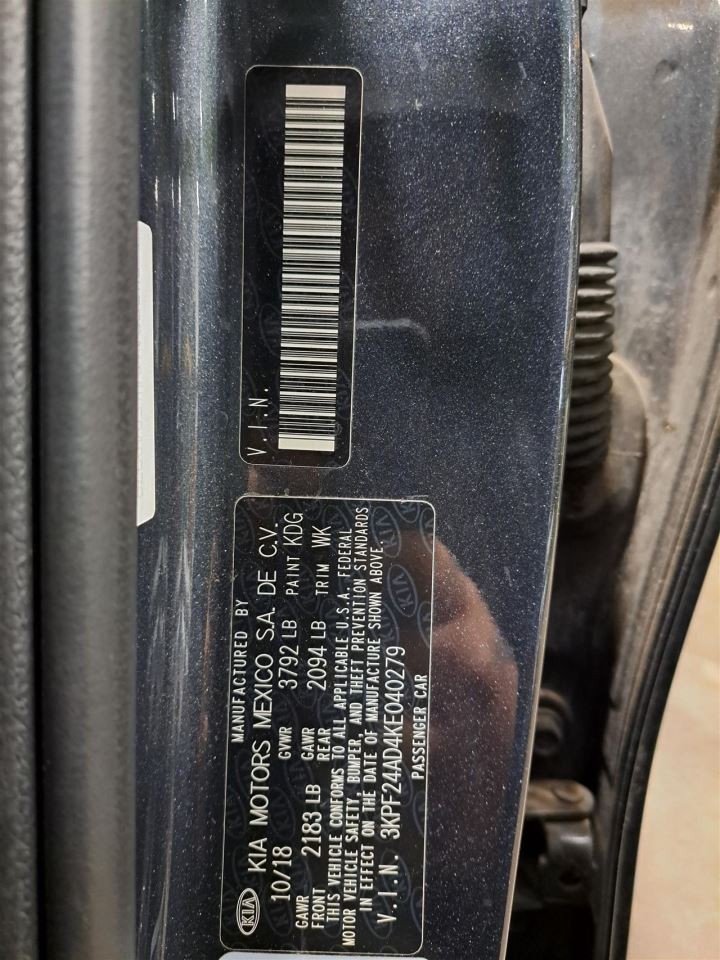 V.I.N.
MANUFACTURED BY
KIA KIA MOTORS MEXICO S.A. DE C.V.
10/18 GVWR 3792 LB PAINT KDG
GAWR FRONT 2183 LB GAWR REAR 2094 LB TRIM WK
THIS VEHICLE CONFORMS TO ALL APPLICABLE U.S.A. FEDERAL
MOTOR VEHICLE SAFETY, BUMPER, AND THEFT PREVENTION STANDARDS
IN EFFECT ON THE DATE OF MANUFACTURE SHOWN ABOVE.
V.I.N. 3KPF24AD4KE040279
PASSENGER CAR